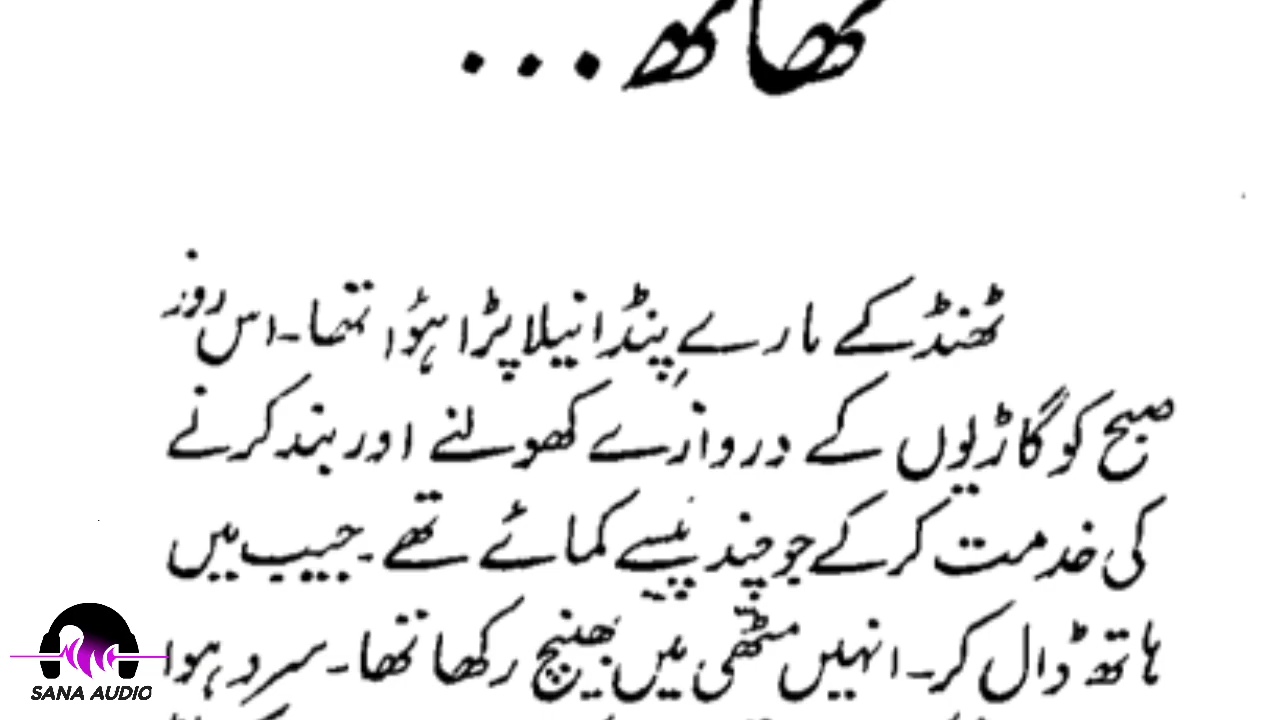 ٹھنڈ کے مارے پِنڈا نیلا پڑا ہؤا تھا۔ اس روز
صبح کو گاڑیوں کے دروازے کھولنے اور بند کرنے
کی خدمت کر کے جو چند پیسے کمائے تھے۔ جیب میں
ہاتھ ڈال کر۔ انہیں مٹھی میں بھینچ رکھا تھا۔ سرد ہوا
SANA AUDIO